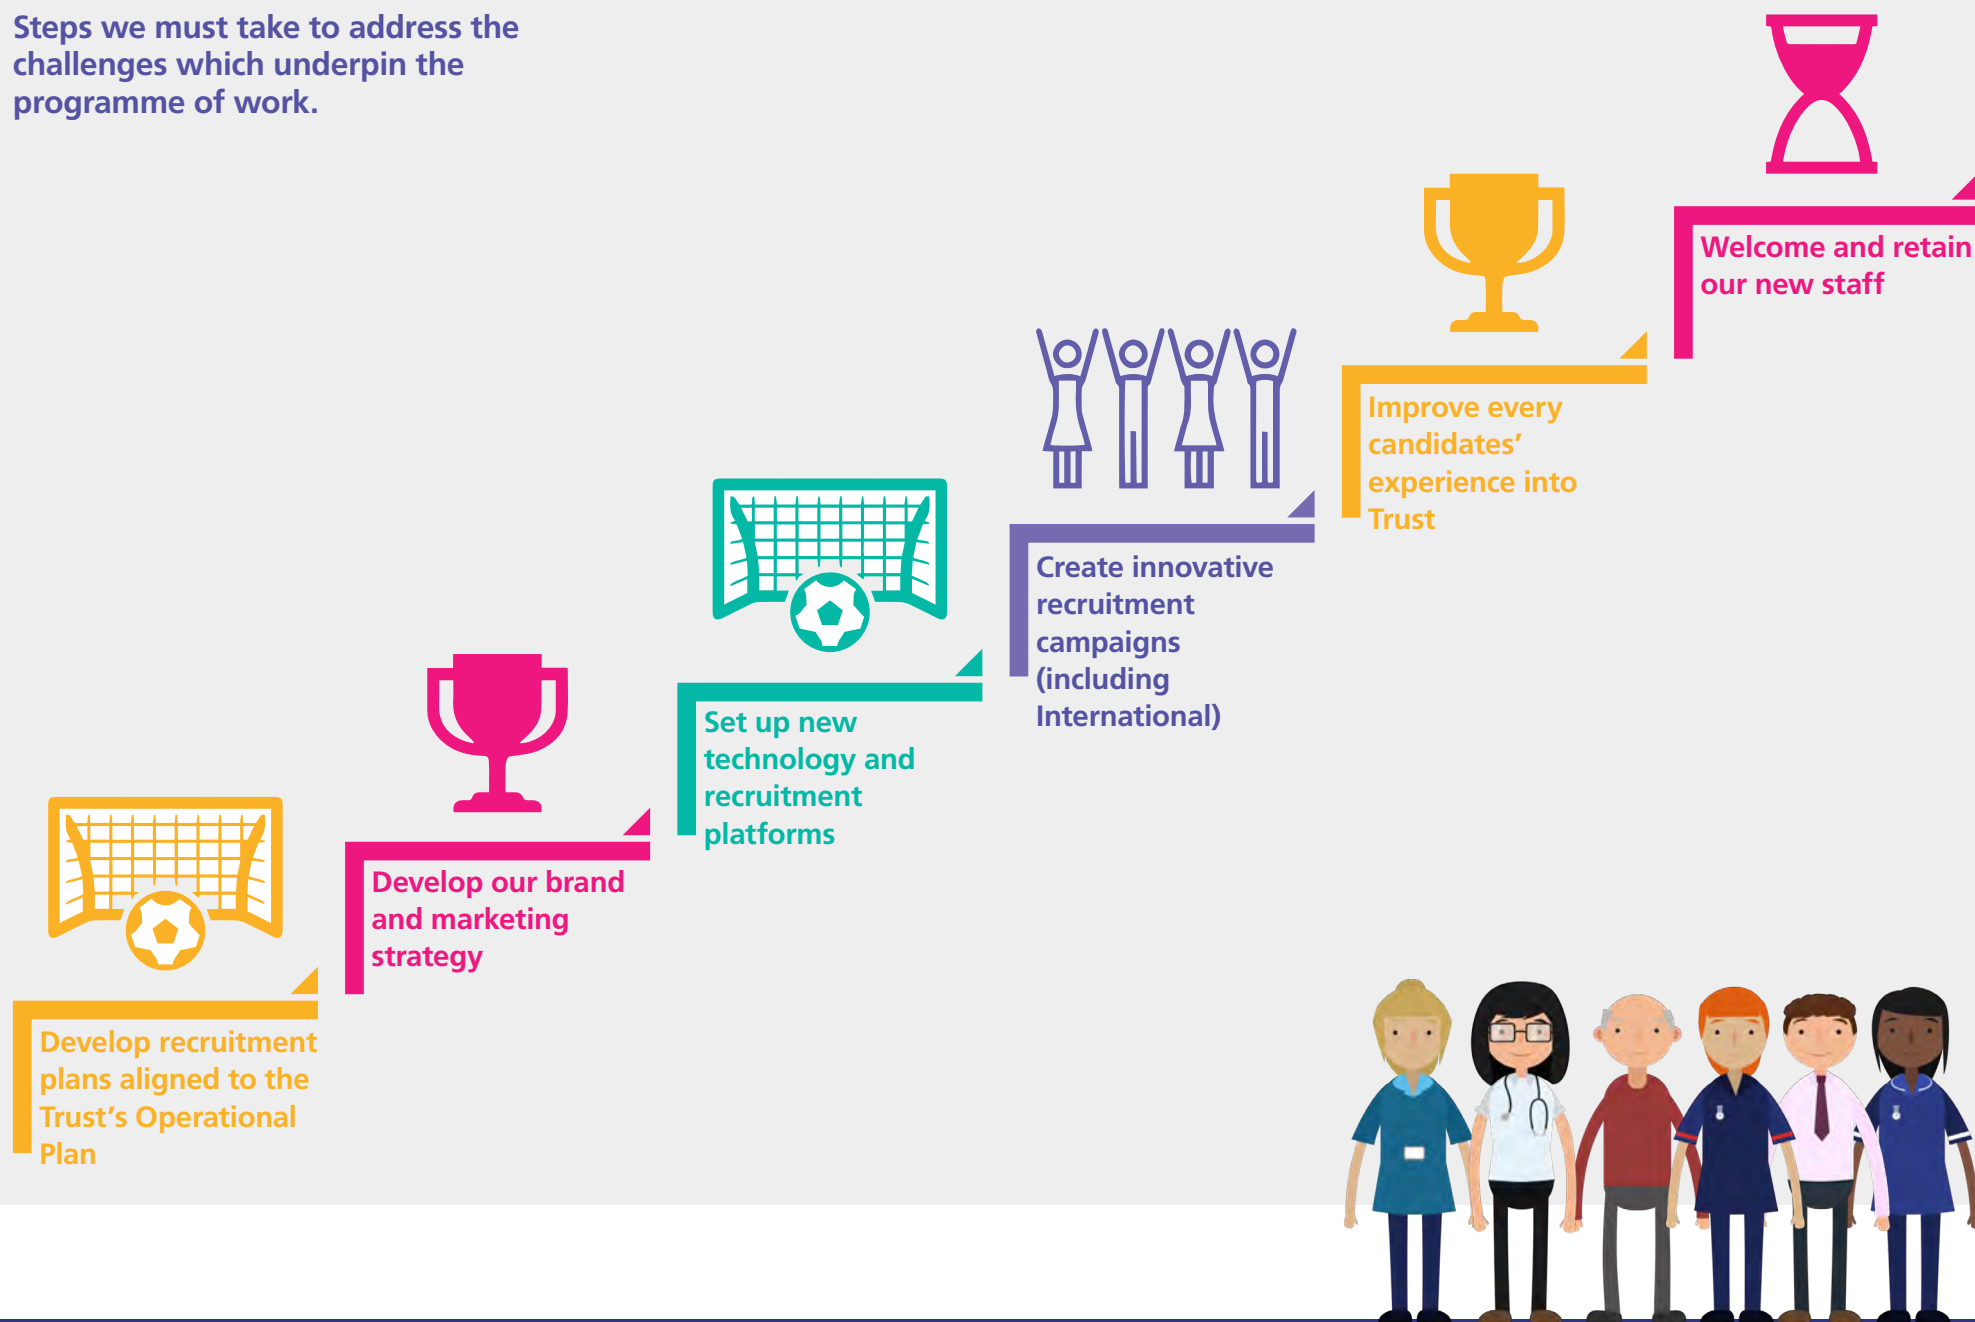 Steps we must take to address the
challenges which underpin the
programme of work.
Develop recruitment
plans aligned to the
Trust's Operational
Plan
Develop our brand
and marketing
strategy
Set up new
technology and
recruitment
platforms
Create innovative
recruitment
campaigns
(including
International)
Improve every
candidates’
experience into
Trust
Welcome and retain
our new staff